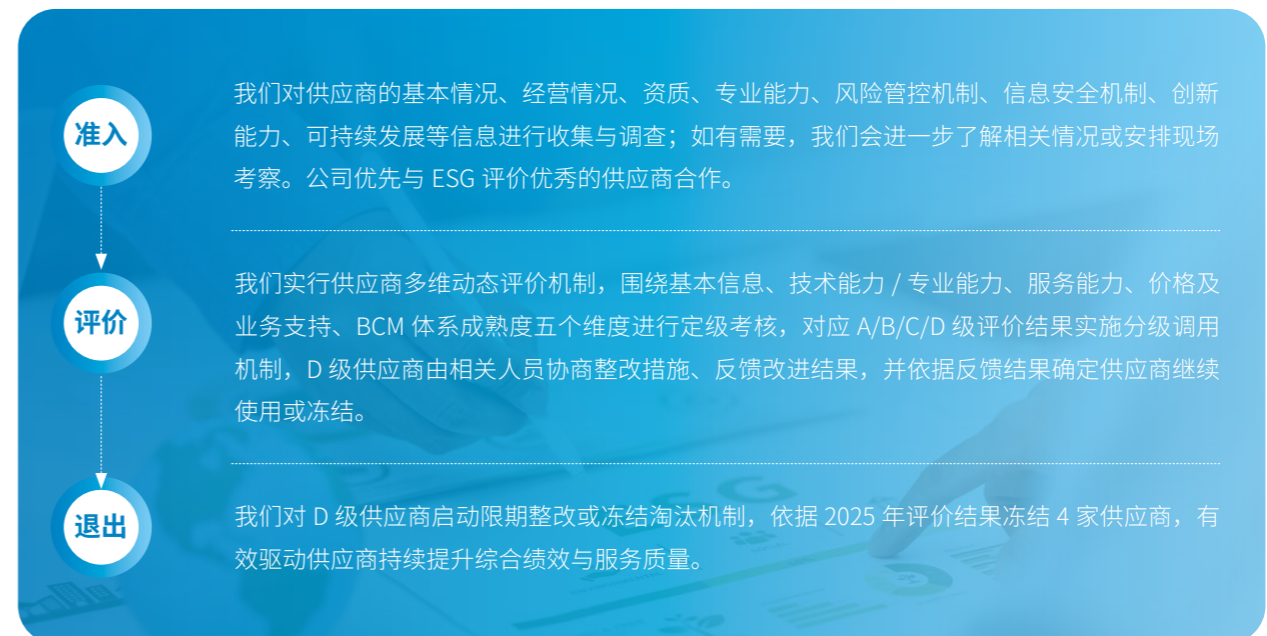 准入
我们对供应商的基本情况、经营情况、资质、专业能力、风险管控机制、信息安全机制、创新
能力、可持续发展等信息进行收集与调查；如有需要，我们会进一步了解相关情况或安排现场
考察。公司优先与 ESG 评价优秀的供应商合作。
评价
我们实行供应商多维动态评价机制，围绕基本信息、技术能力 / 专业能力、服务能力、价格及
业务支持、BCM 体系成熟度五个维度进行定级考核，对应 A/B/C/D 级评价结果实施分级调用
机制，D 级供应商由相关人员协商整改措施、反馈改进结果，并依据反馈结果确定供应商继续
使用或冻结。
退出
我们对 D 级供应商启动限期整改或冻结淘汰机制，依据 2025 年评价结果冻结 4 家供应商，有
效驱动供应商持续提升综合绩效与服务质量。
ESG